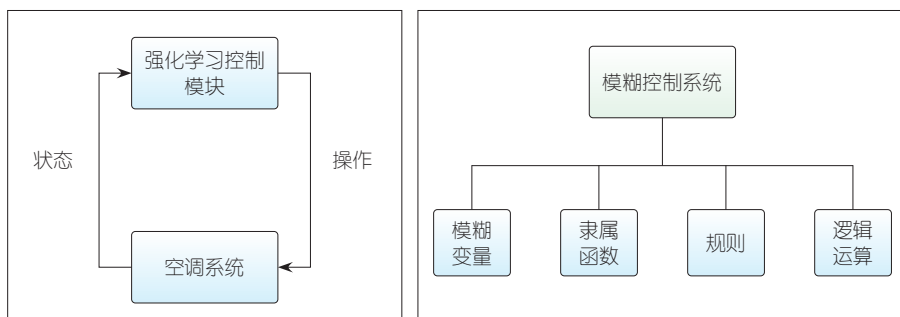 强化学习控制
模块
状态
操作
空调系统
模糊控制系统
模糊
变量
隶属
函数
规则
逻辑
运算